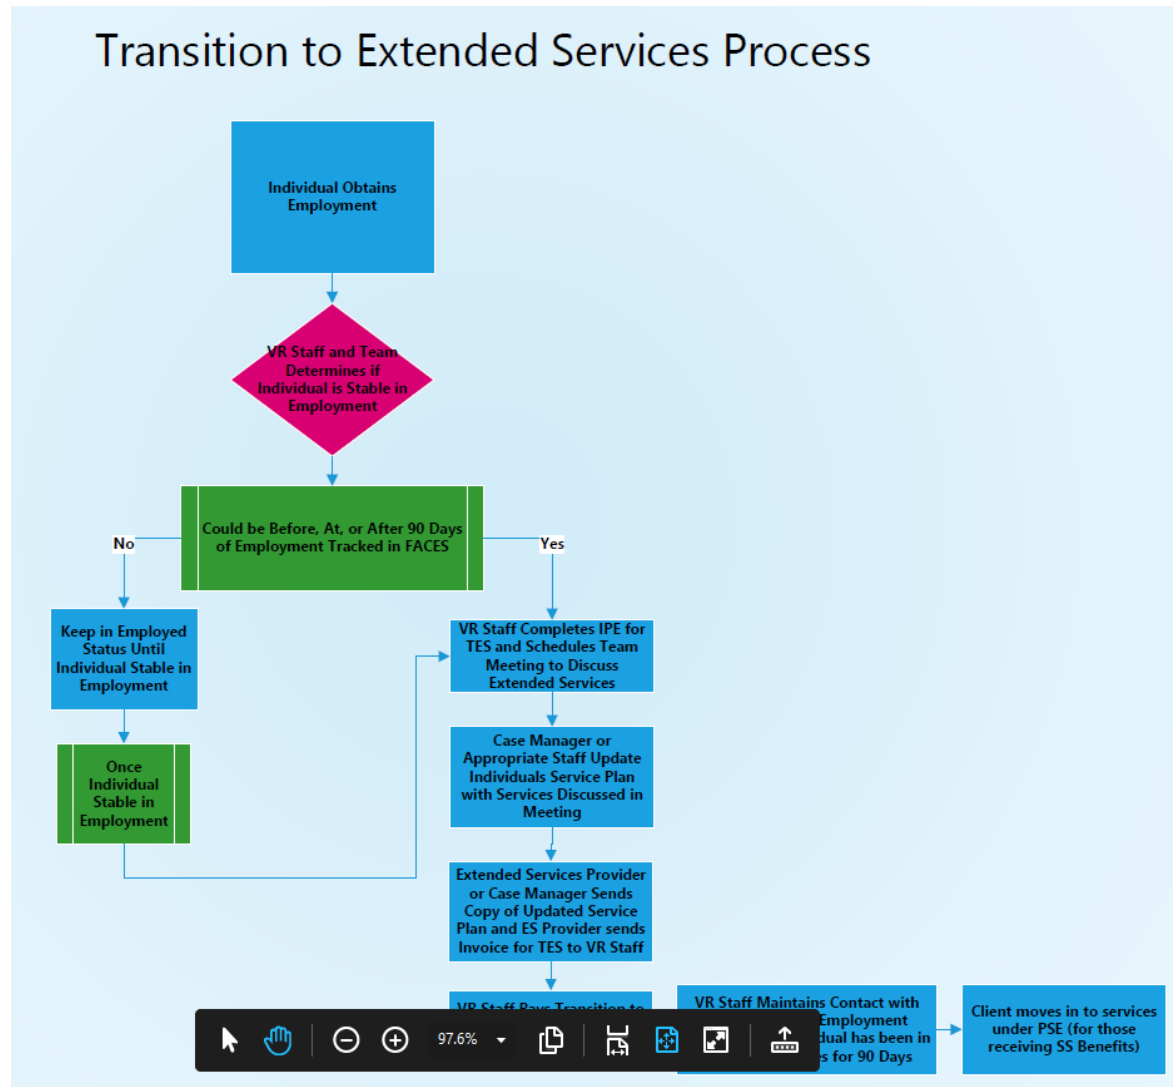 Transition to Extended Services Process
Individual Obtains
Employment
VR Staff and Team
Determines if
Individual is Stable in
Employment
Could be Before, At, or After 90 Days
of Employment Tracked in FACES
No
Yes
Keep in Employed
Status Until
Individual Stable in
Employment
Once
Individual
Stable in
Employment
VR Staff Completes IPE for
TES and Schedules Team
Meeting to Discuss
Extended Services
Case Manager or
Appropriate Staff Update
Individuals Service Plan
with Services Discussed in
Meeting
Extended Services Provider
or Case Manager Sends
Copy of Updated Service
Plan and ES Provider sends
Invoice for TES to VR Staff
VR Staff Pays Transition to
VR Staff Maintains Contact with
Employment
has been in
for 90 Days
Client moves in to services
under PSE (for those
receiving SS Benefits)
97.6%